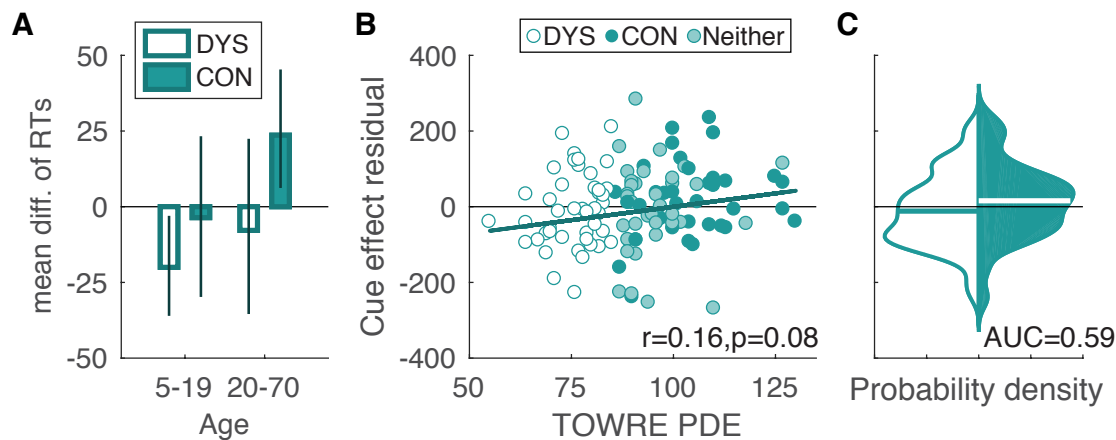 A
DYS
CON
50
25
0
-25
-50
mean diff. of RTs
5-19 20-70
Age
B
DYS CON Neither
400
200
0
-200
-400
Cue effect residual
r=0.16,p=0.08
50 75 100 125
TOWRE PDE
C
AUC=0.59
Probability density